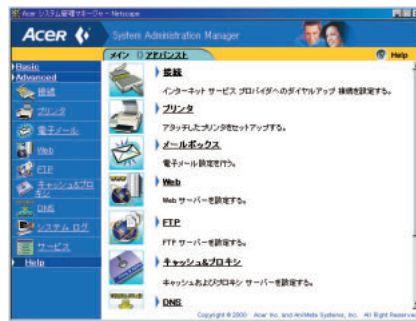 Acer システム管理マネージャ - Netscape
ACER
System Administration Manager
メイン
アドバンスト
Help
Basic
Advanced
接続
プリンタ
電子メール
Web
FTP
キャッシュ&プロキシ
DNS
システム ログ
サービス
Help
接続
インターネット サービス プロバイダへのダイヤルアップ 接続を設定する。
プリンタ
アタッチしたプリンタをセットアップする。
メールボックス
電子メール設定を行う。
Web
Web サーバーを設定する。
FTP
FTP サーバーを設定する。
キャッシュ&プロキシ
キャッシュおよびプロキシ サーバーを設定する。
DNS
Copyright © 2000 Acer Inc. and AniMeta Systems, Inc. All Right Reserve